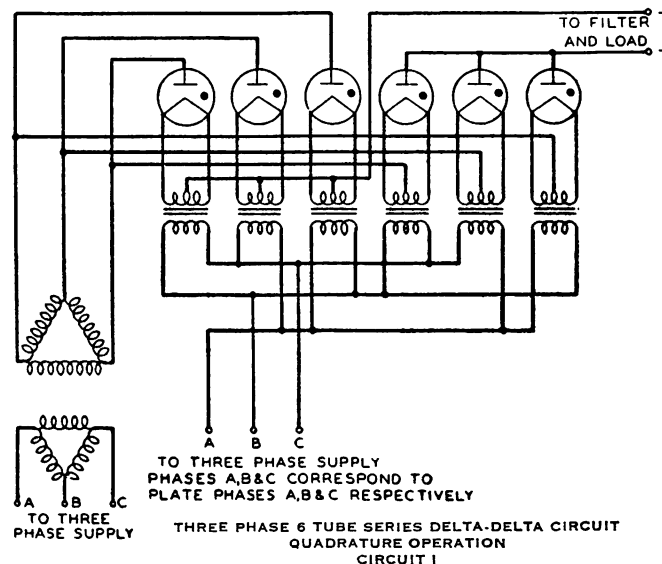 TO FILTER
AND LOAD
A B C
TO THREE PHASE SUPPLY
PHASES A,B&C CORRESPOND TO
PLATE PHASES A,B&C RESPECTIVELY
A B C
TO THREE
PHASE SUPPLY
THREE PHASE 6 TUBE SERIES DELTA-DELTA CIRCUIT
QUADRATURE OPERATION
CIRCUIT I